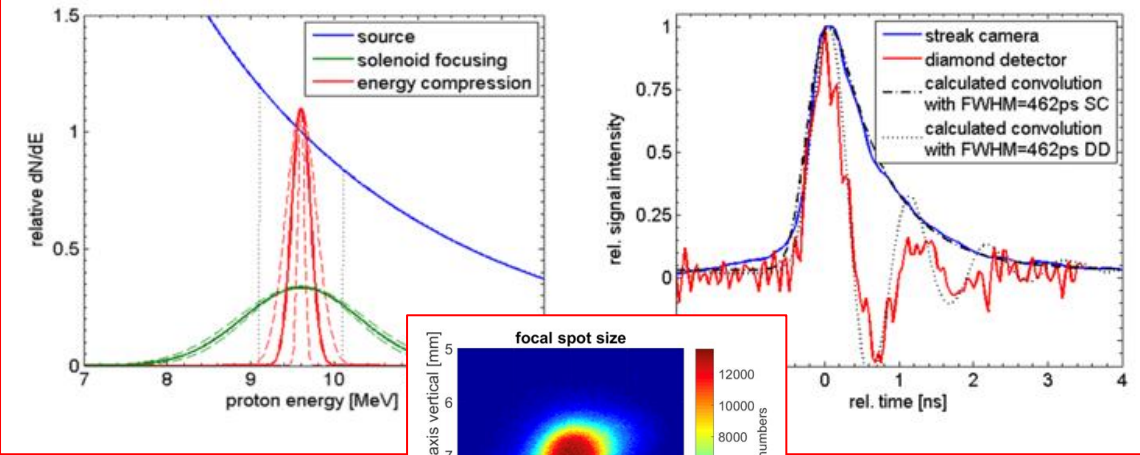 1.5
1
0.5
0
relative dN/dE
source
solenoid focusing
energy compression
7
8
9
10
proton energy [MeV]
1
0.75
0.5
0.25
0
rel. signal intensity
streak camera
diamond detector
calculated convolution
with FWHM=462ps SC
calculated convolution
with FWHM=462ps DD
0
1
2
3
4
rel. time [ns]
focal spot size
5
6
axis vertical [mm]
12000
10000
8000
numbers